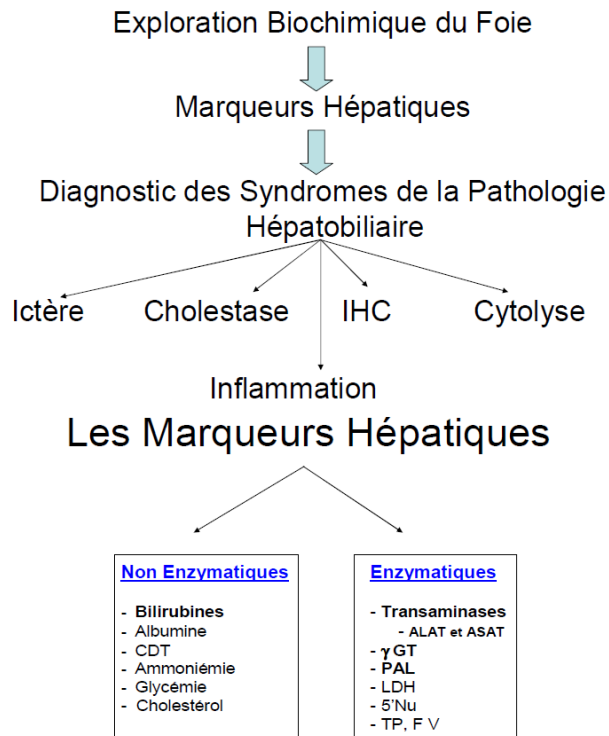 Exploration Biochimique du Foie
Marqueurs Hépatiques
Diagnostic des Syndromes de la Pathologie
Hépatobiliaire
Ictère Cholestase IHC Cytolyse
Inflammation
Les Marqueurs Hépatiques
Non Enzymatiques
- Bilirubines
- Albumine
- CDT
- Ammoniémie
- Glycémie
- Cholestérol
Enzymatiques
- Transaminases
- ALAT et ASAT
- γ GT
- PAL
- LDH
- 5'Nu
- TP, F V